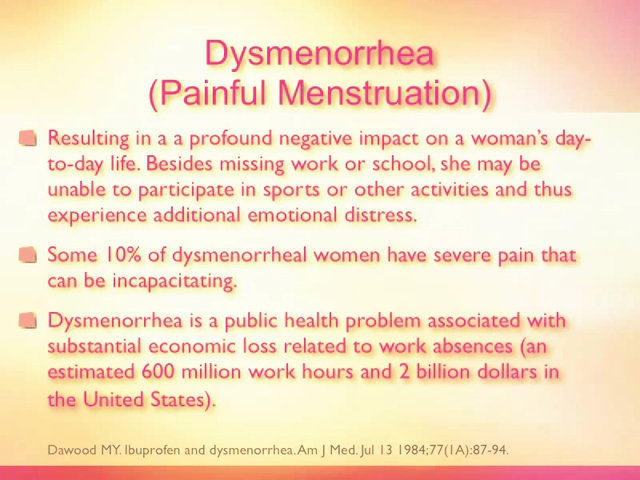 Dysmenorrhea
(Painful Menstruation)
Resulting in a a profound negative impact on a woman's day-
to-day life. Besides missing work or school, she may be
unable to participate in sports or other activities and thus
experience additional emotional distress.
Some 10% of dysmenorrheal women have severe pain that
can be incapacitating.
Dysmenorrhea is a public health problem associated with
substantial economic loss related to work absences (an
estimated 600 million work hours and 2 billion dollars in
the United States).
Dawood MY. Ibuprofen and dysmenorrhea. Am J Med. Jul 13 1984;77(1A):87-94.